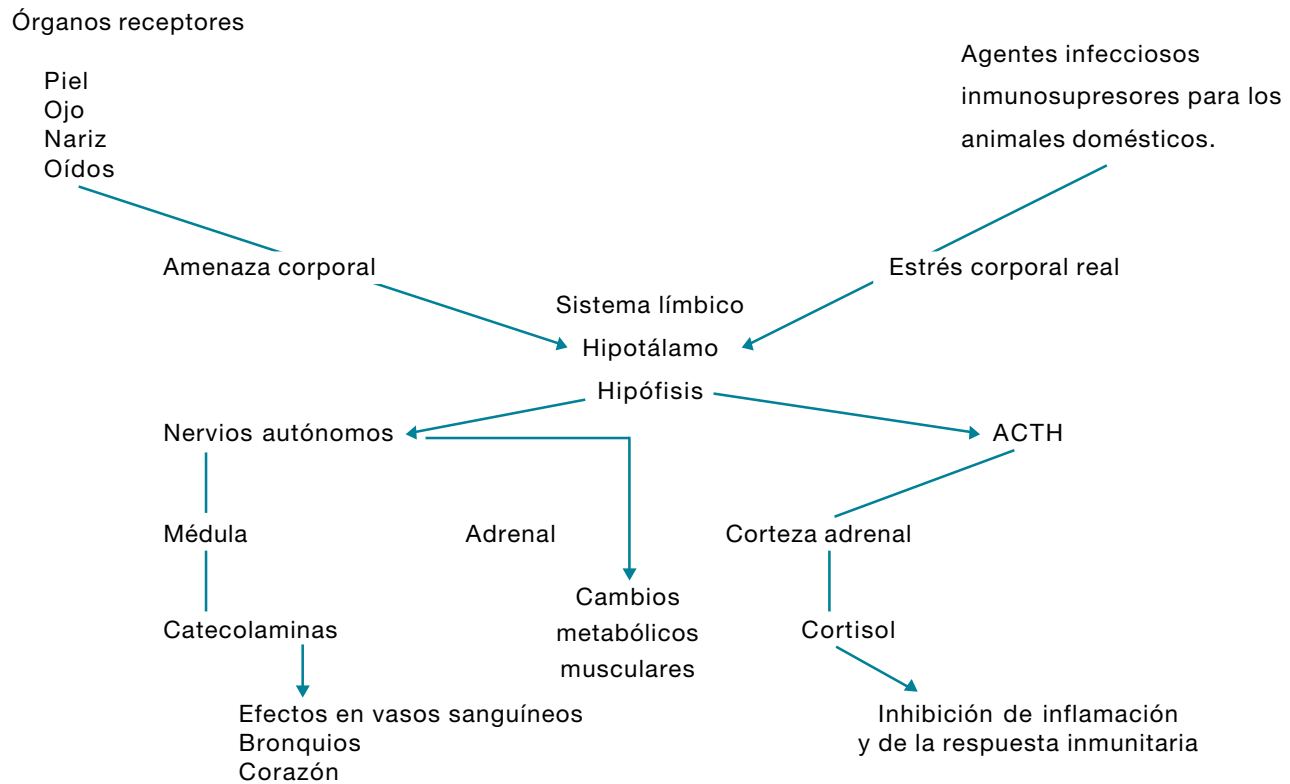 Órganos receptores
Piel
Ojo
Nariz
Oídos
Agentes infecciosos
inmunosupresores para los
animales domésticos.
Amenaza corporal
Estrés corporal real
Sistema límbico
Hipotálamo
Hipófisis
Nervios autónomos
ACTH
Médula
Adrenal
Corteza adrenal
Catecolaminas
Cambios
metabólicos
musculares
Cortisol
Efectos en vasos sanguíneos
Bronquios
Corazón
Inhibición de inflamación
y de la respuesta inmunitaria